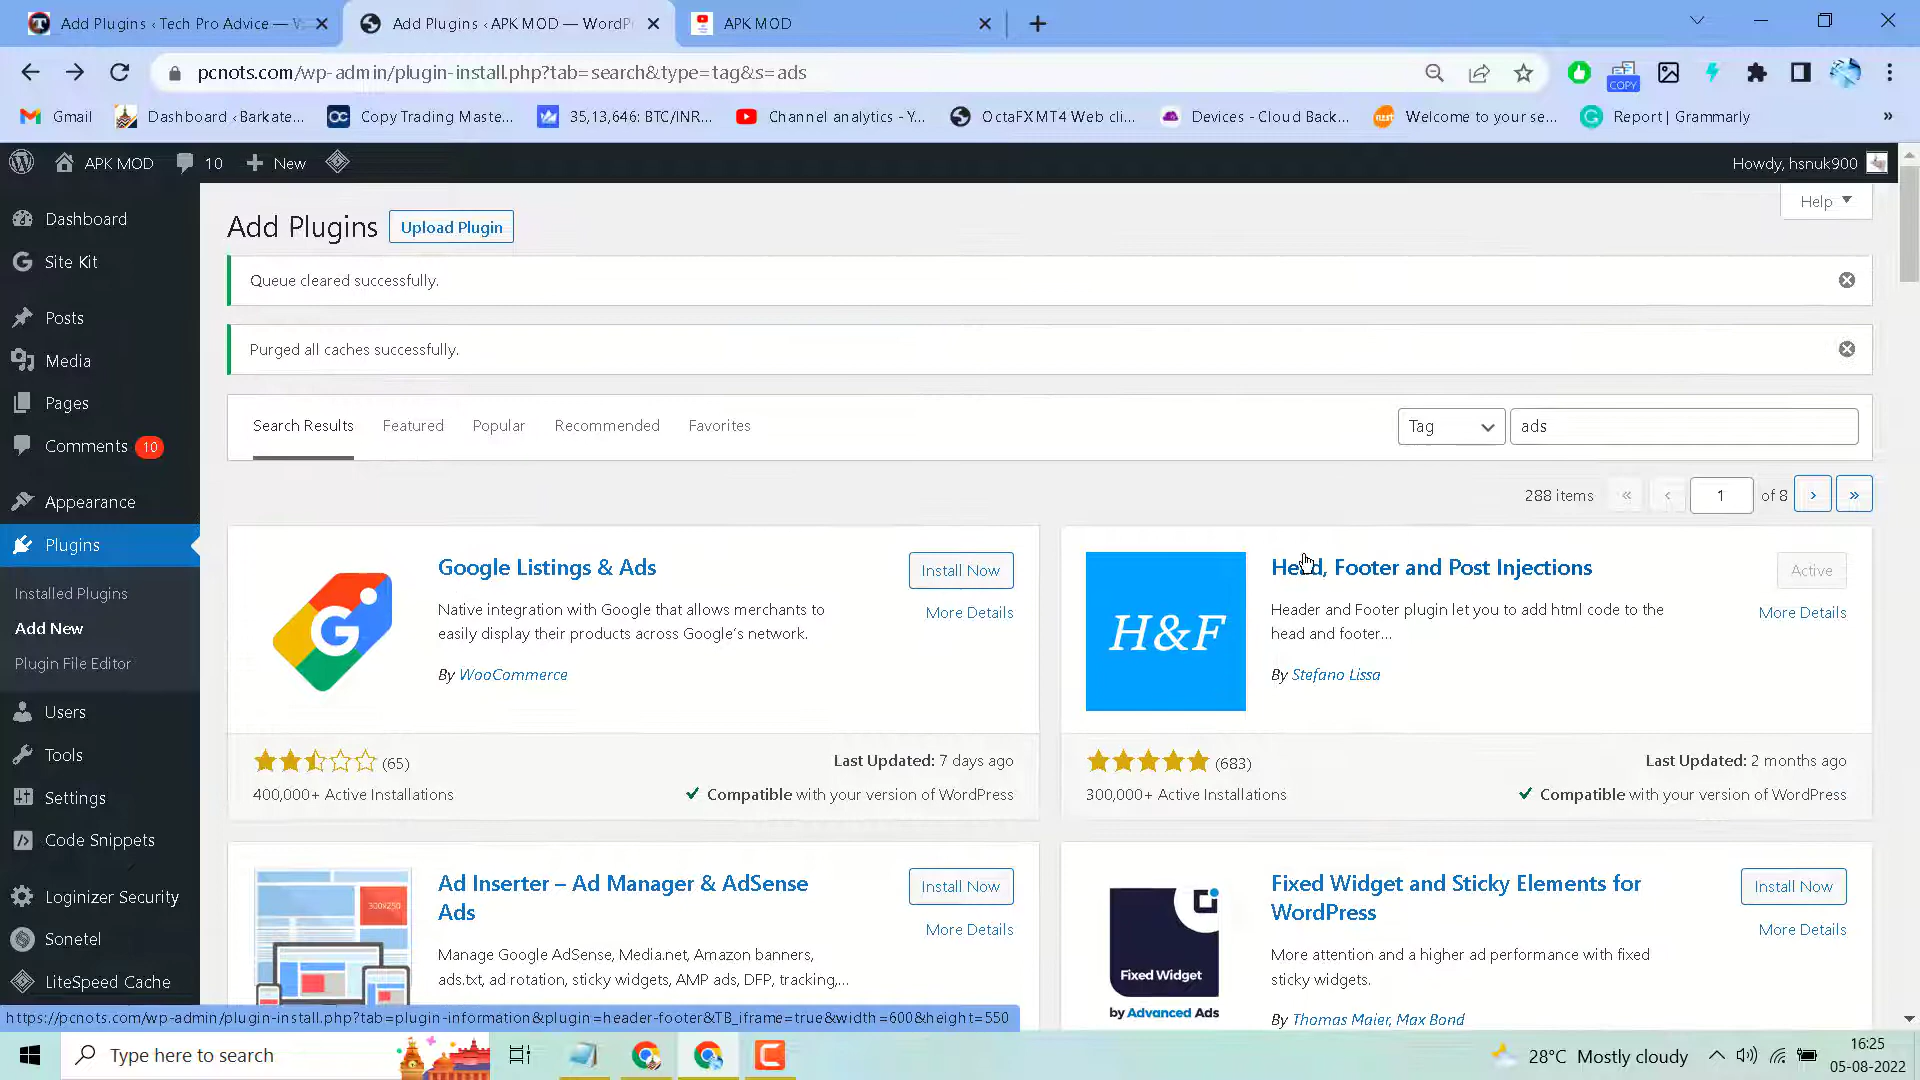 Add Plugins ‹ Tech Pro Advice — W
Add Plugins ‹ APK MOD — WordPr
APK MOD
pcnots.com/wp-admin/plugin-install.php?tab=search&type=tag&s=ads
COPY
Gmail
Dashboard ‹ Barkate...
Copy Trading Maste...
35,13,646: BTC/INR...
Channel analytics - Y...
OctaFX MT4 Web cli...
Devices - Cloud Back...
Welcome to your se...
Report | Grammarly
»
APK MOD
10
New
Howdy, hsnuk900
Dashboard
Site Kit
Posts
Media
Pages
Comments 10
Appearance
Plugins
Installed Plugins
Add New
Plugin File Editor
Users
Tools
Settings
Code Snippets
Loginizer Security
Sonetel
LiteSpeed Cache
Help
Add Plugins
Upload Plugin
Queue cleared successfully.
Purged all caches successfully.
Search Results
Featured
Popular
Recommended
Favorites
Tag
ads
288 items « ‹ 1 of 8 › »
Google Listings & Ads
Install Now
More Details
Native integration with Google that allows merchants to
easily display their products across Google's network.
By WooCommerce
(65)
400,000+ Active Installations
Last Updated: 7 days ago
Compatible with your version of WordPress
H&F
Head, Footer and Post Injections
Active
More Details
Header and Footer plugin let you to add html code to the
head and footer...
By Stefano Lissa
(683)
300,000+ Active Installations
Last Updated: 2 months ago
Compatible with your version of WordPress
300x250
Ad Inserter – Ad Manager & AdSense
Ads
Install Now
More Details
Manage Google AdSense, Media.net, Amazon banners,
ads.txt, ad rotation, sticky widgets, AMP ads, DFP, tracking,...
Fixed Widget
by Advanced Ads
Fixed Widget and Sticky Elements for
WordPress
Install Now
More Details
More attention and a higher ad performance with fixed
sticky widgets.
By Thomas Maier, Max Bond
https://pcnots.com/wp-admin/plugin-install.php?tab=plugin-information&plugin=header-footer&TB_iframe=true&width=600&height=550
Type here to search
28°C Mostly cloudy
16:25
05-08-2022